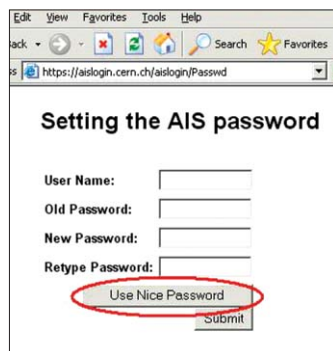 Edit View Favorites Tools Help
ack Search Favorites
ss https://aislogin.cern.ch/aislogin/Passwd
Setting the AIS password
User Name:
Old Password:
New Password:
Retype Password:
Use Nice Password
Submit